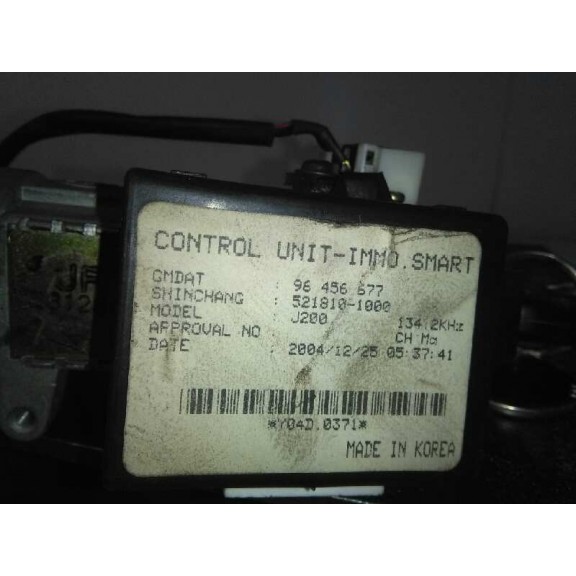 CONTROL UNIT-IMMO.SMART
GMDAT : 96 456 677
SHINCHANG : 521810-1000
MODEL : J200 134.2KHz
APPROVAL NO : CH Mo
DATE : 2004/12/25 05:37:41
*Y04D.0371*
MADE IN KOREA